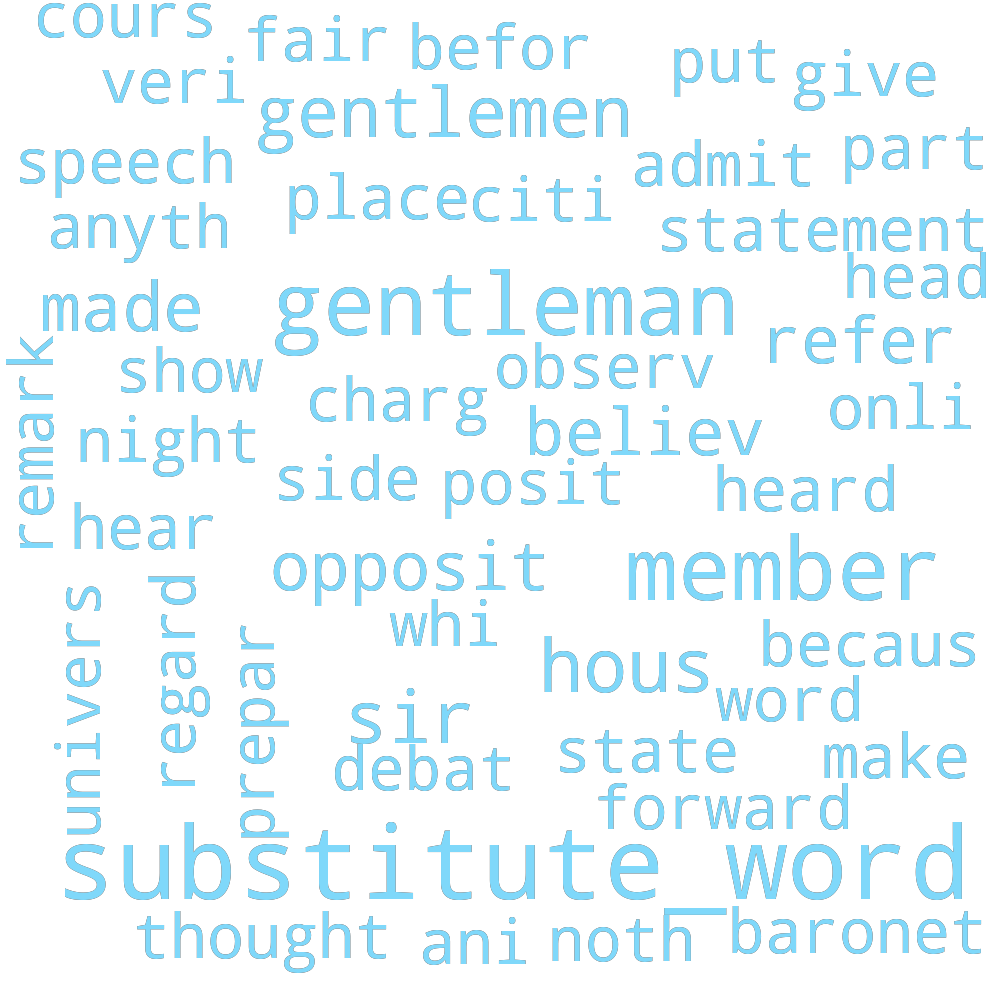 cours
fair
befor
put
give
veri
gentlemen
speech
admit
part
place
citi
anyth
statement
head
made
gentleman
refer
remark
show
observ
charg
onli
night
believ
side
posit
heard
hear
opposit
member
univers
regard
whi
prepar
becaus
hous
word
sir
state
make
debat
forward
substitute_word
thought
ani
noth
baronet